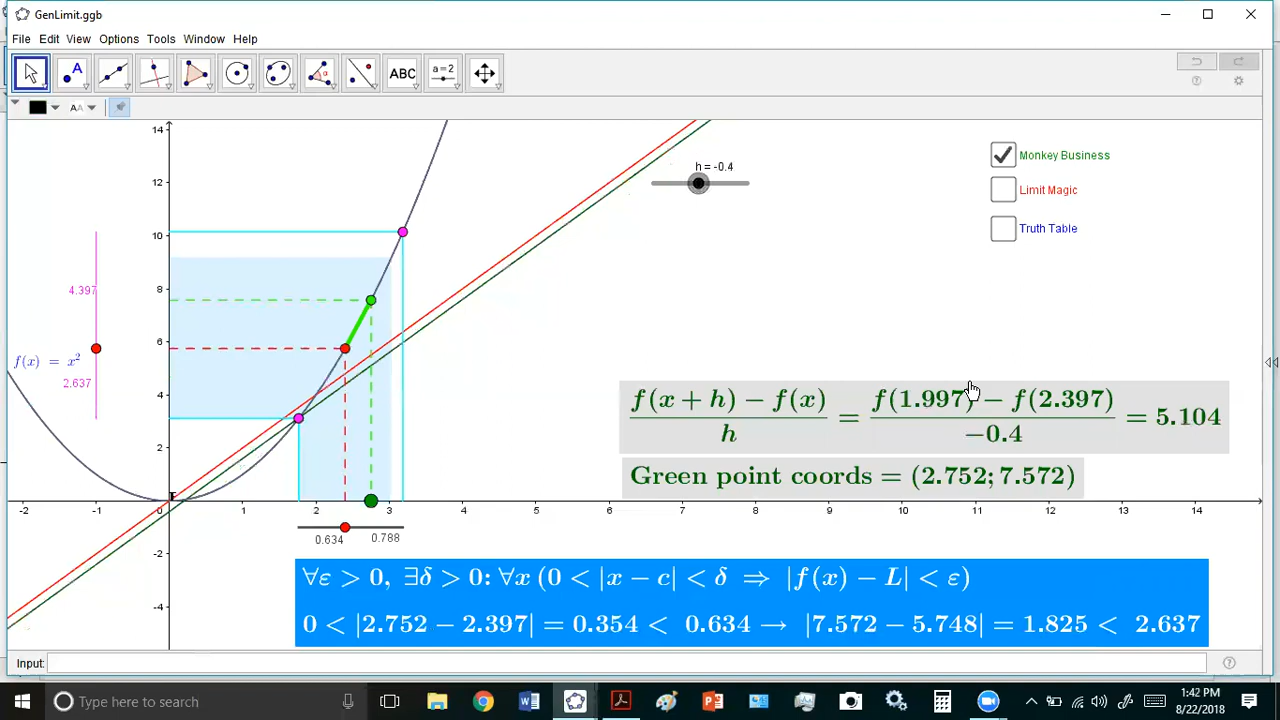 GenLimit.ggb
File Edit View Options Tools Window Help
A ABC a=2
AA
14
12
10
8
6
4
2
-2
-4
-2 -1 1 2 3 4 5 6 7 8 9 10 11 12 13 14
h = -0.4
Monkey Business
Limit Magic
Truth Table
4.397
f(x) = x²
2.637
0.634 0.788
f(x + h) − f(x) / h = f(1.997) − f(2.397) / −0.4 = 5.104
Green point coords = (2.752; 7.572)
∀ε > 0, ∃δ > 0: ∀x (0 < |x − c| < δ ⇒ |f(x) − L| < ε)
0 < |2.752 − 2.397| = 0.354 < 0.634 → |7.572 − 5.748| = 1.825 < 2.637
Input:
Type here to search
1:42 PM
8/22/2018